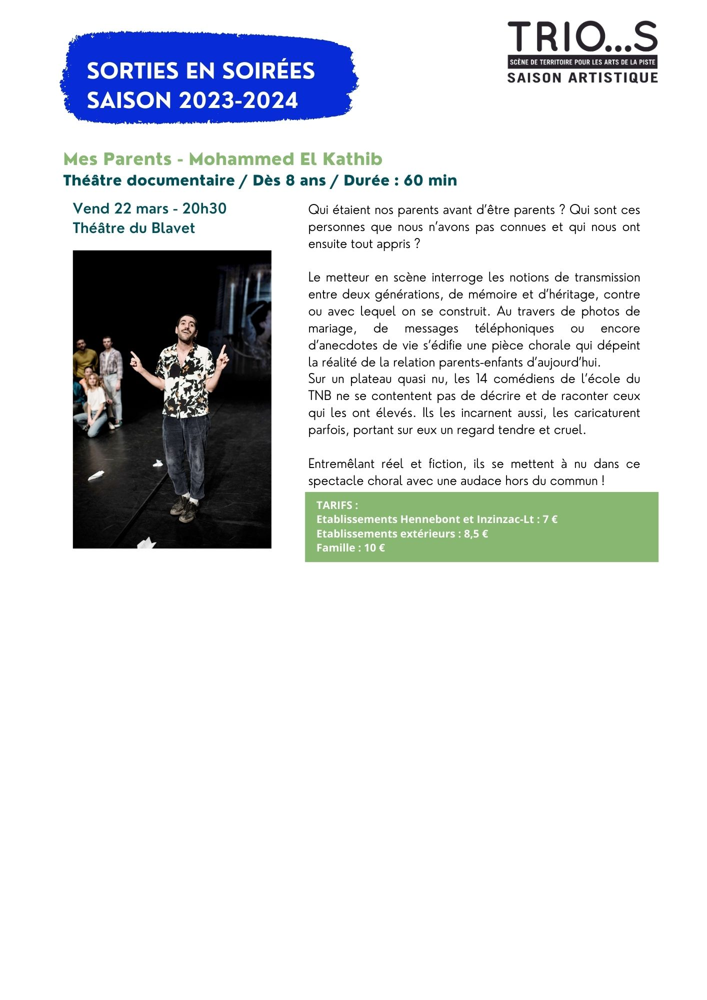 TRIO...S
SCÈNE DE TERRITOIRE POUR LES ARTS DE LA PISTE
SAISON ARTISTIQUE
SORTIES EN SOIRÉES
SAISON 2023-2024
Mes Parents - Mohammed El Kathib
Théâtre documentaire / Dès 8 ans / Durée : 60 min
Vend 22 mars - 20h30
Théâtre du Blavet
Qui étaient nos parents avant d’être parents ? Qui sont ces
personnes que nous n’avons pas connues et qui nous ont
ensuite tout appris ?
Le metteur en scène interroge les notions de transmission
entre deux générations, de mémoire et d’héritage, contre
ou avec lequel on se construit. Au travers de photos de
mariage, de messages téléphoniques ou encore
d’anecdotes de vie s’édifie une pièce chorale qui dépeint
la réalité de la relation parents-enfants d’aujourd’hui.
Sur un plateau quasi nu, les 14 comédiens de l’école du
TNB ne se contentent pas de décrire et de raconter ceux
qui les ont élevés. Ils les incarnent aussi, les caricaturent
parfois, portant sur eux un regard tendre et cruel.
Entremêlant réel et fiction, ils se mettent à nu dans ce
spectacle choral avec une audace hors du commun !
TARIFS :
Etablissements Hennebont et Inzinzac-Lt : 7 €
Etablissements extérieurs : 8,5 €
Famille : 10 €